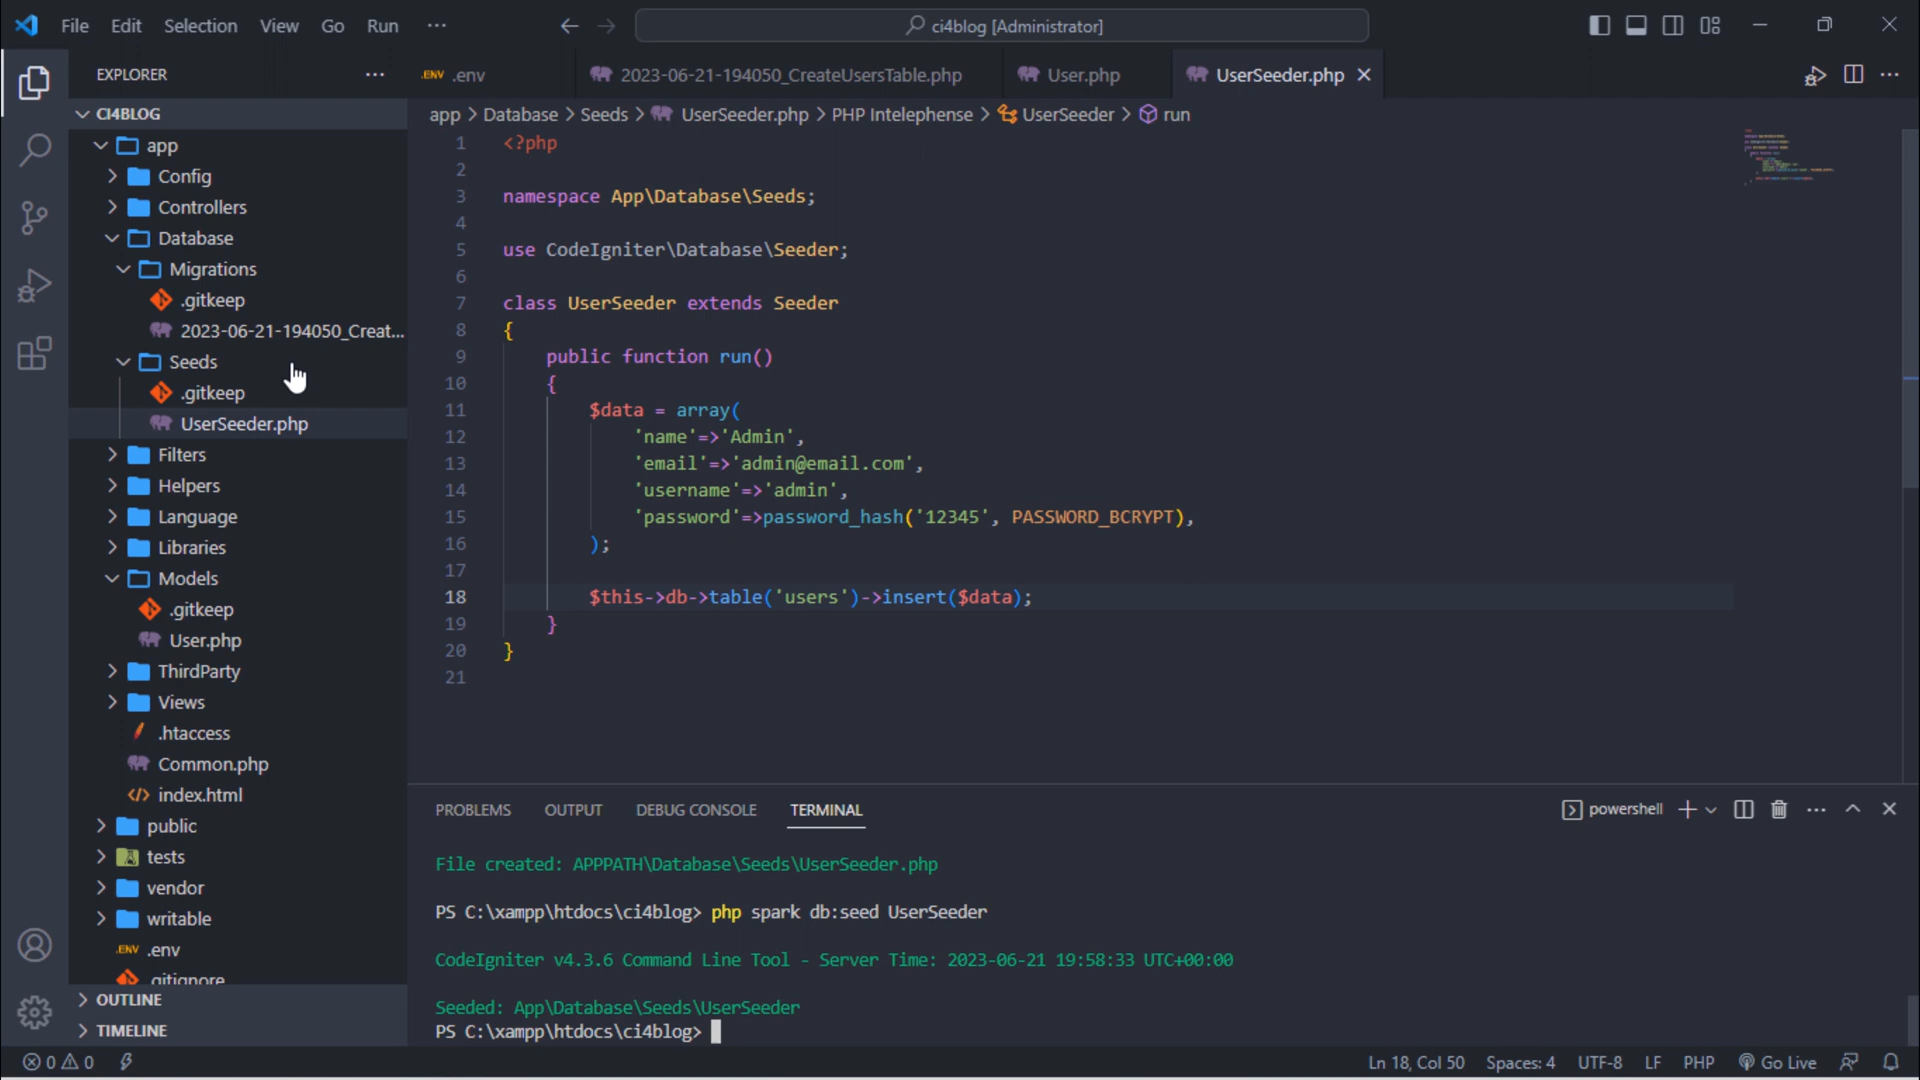 File Edit Selection View Go Run ···
ci4blog [Administrator]
EXPLORER
CI4BLOG
app
Config
Controllers
Database
Migrations
.gitkeep
2023-06-21-194050_Creat...
Seeds
.gitkeep
UserSeeder.php
Filters
Helpers
Language
Libraries
Models
.gitkeep
User.php
ThirdParty
Views
.htaccess
Common.php
index.html
public
tests
vendor
writable
.ENV .env
.gitignore
OUTLINE
TIMELINE
.ENV .env
2023-06-21-194050_CreateUsersTable.php
User.php
UserSeeder.php
app > Database > Seeds > UserSeeder.php > PHP Intelephense > UserSeeder > run
1 <?php
2
3 namespace App\Database\Seeds;
4
5 use CodeIgniter\Database\Seeder;
6
7 class UserSeeder extends Seeder
8 {
9 public function run()
10 {
11 $data = array(
12 'name'=>'Admin',
13 'email'=>'admin@email.com',
14 'username'=>'admin',
15 'password'=>password_hash('12345', PASSWORD_BCRYPT),
16 );
17
18 $this->db->table('users')->insert($data);
19 }
20 }
21
PROBLEMS OUTPUT DEBUG CONSOLE TERMINAL
powershell
File created: APPPATH\Database\Seeds\UserSeeder.php
PS C:\xampp\htdocs\ci4blog> php spark db:seed UserSeeder
CodeIgniter v4.3.6 Command Line Tool - Server Time: 2023-06-21 19:58:33 UTC+00:00
Seeded: App\Database\Seeds\UserSeeder
PS C:\xampp\htdocs\ci4blog>
0 0
Ln 18, Col 50 Spaces: 4 UTF-8 LF PHP Go Live